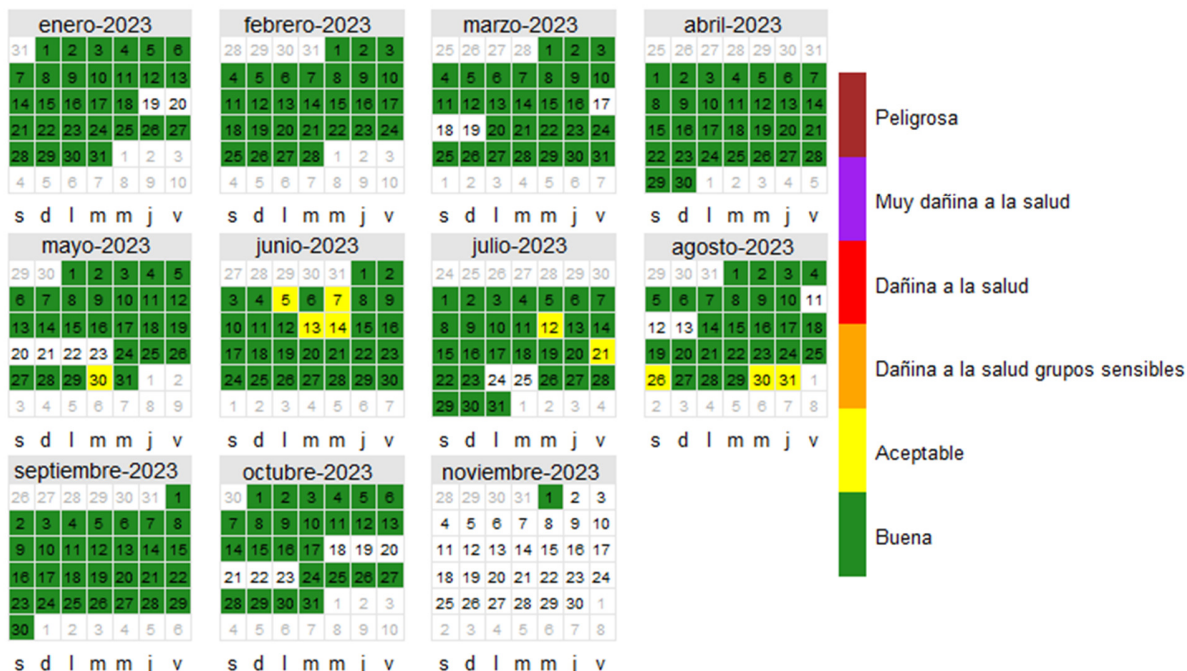 enero-2023
31 1 2 3 4 5 6
7 8 9 10 11 12 13
14 15 16 17 18 19 20
21 22 23 24 25 26 27
28 29 30 31 1 2 3
4 5 6 7 8 9 10
s d l m m j v
febrero-2023
28 29 30 31 1 2 3
4 5 6 7 8 9 10
11 12 13 14 15 16 17
18 19 20 21 22 23 24
25 26 27 28 1 2 3
4 5 6 7 8 9 10
s d l m m j v
marzo-2023
25 26 27 28 1 2 3
4 5 6 7 8 9 10
11 12 13 14 15 16 17
18 19 20 21 22 23 24
25 26 27 28 29 30 31
1 2 3 4 5 6 7
s d l m m j v
abril-2023
25 26 27 28 29 30 31
1 2 3 4 5 6 7
8 9 10 11 12 13 14
15 16 17 18 19 20 21
22 23 24 25 26 27 28
29 30 1 2 3 4 5
s d l m m j v
mayo-2023
29 30 1 2 3 4 5
6 7 8 9 10 11 12
13 14 15 16 17 18 19
20 21 22 23 24 25 26
27 28 29 30 31 1 2
3 4 5 6 7 8 9
s d l m m j v
junio-2023
27 28 29 30 31 1 2
3 4 5 6 7 8 9
10 11 12 13 14 15 16
17 18 19 20 21 22 23
24 25 26 27 28 29 30
1 2 3 4 5 6 7
s d l m m j v
julio-2023
24 25 26 27 28 29 30
1 2 3 4 5 6 7
8 9 10 11 12 13 14
15 16 17 18 19 20 21
22 23 24 25 26 27 28
29 30 31 1 2 3 4
s d l m m j v
agosto-2023
29 30 31 1 2 3 4
5 6 7 8 9 10 11
12 13 14 15 16 17 18
19 20 21 22 23 24 25
26 27 28 29 30 31 1
2 3 4 5 6 7 8
s d l m m j v
septiembre-2023
26 27 28 29 30 31 1
2 3 4 5 6 7 8
9 10 11 12 13 14 15
16 17 18 19 20 21 22
23 24 25 26 27 28 29
30 1 2 3 4 5 6
s d l m m j v
octubre-2023
30 1 2 3 4 5 6
7 8 9 10 11 12 13
14 15 16 17 18 19 20
21 22 23 24 25 26 27
28 29 30 31 1 2 3
4 5 6 7 8 9 10
s d l m m j v
noviembre-2023
28 29 30 31 1 2 3
4 5 6 7 8 9 10
11 12 13 14 15 16 17
18 19 20 21 22 23 24
25 26 27 28 29 30 1
2 3 4 5 6 7 8
s d l m m j v
Peligrosa
Muy dañina a la salud
Dañina a la salud
Dañina a la salud grupos sensibles
Aceptable
Buena